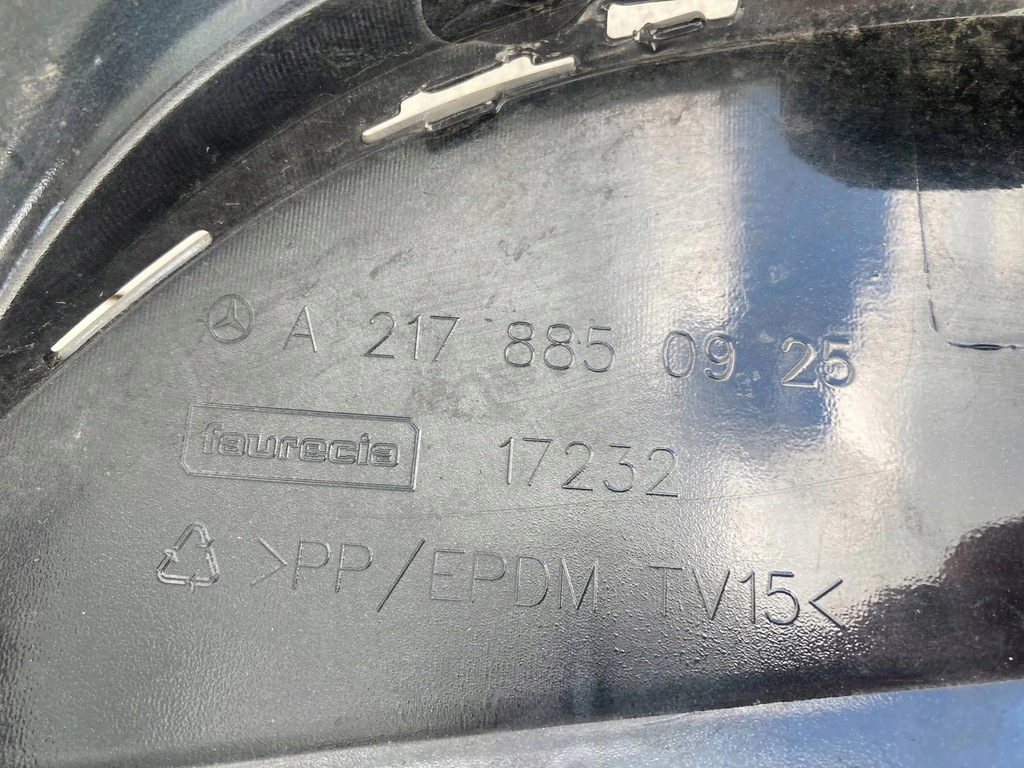 A 217 885 09 25
faurecia 17232
>PP/EPDM TV15<